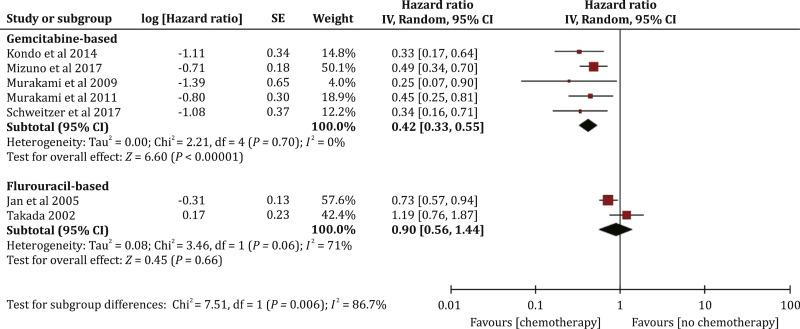 Hazard ratio Hazard ratio
Study or subgroup log [Hazard ratio] SE Weight IV, Random, 95% CI IV, Random, 95% CI
Gemcitabine-based
Kondo et al 2014 -1.11 0.34 14.8% 0.33 [0.17, 0.64]
Mizuno et al 2017 -0.71 0.18 50.1% 0.49 [0.34, 0.70]
Murakami et al 2009 -1.39 0.65 4.0% 0.25 [0.07, 0.90]
Murakami et al 2011 -0.80 0.30 18.9% 0.45 [0.25, 0.81]
Schweitzer et al 2017 -1.08 0.37 12.2% 0.34 [0.16, 0.71]
Subtotal (95% CI) 100.0% 0.42 [0.33, 0.55]
Heterogeneity: Tau² = 0.00; Chi² = 2.21, df = 4 (P = 0.70); I² = 0%
Test for overall effect: Z = 6.60 (P < 0.00001)
Flurouracil-based
Jan et al 2005 -0.31 0.13 57.6% 0.73 [0.57, 0.94]
Takada 2002 0.17 0.23 42.4% 1.19 [0.76, 1.87]
Subtotal (95% CI) 100.0% 0.90 [0.56, 1.44]
Heterogeneity: Tau² = 0.08; Chi² = 3.46, df = 1 (P = 0.06); I² = 71%
Test for overall effect: Z = 0.45 (P = 0.66)
Test for subgroup differences: Chi² = 7.51, df = 1 (P = 0.006); I² = 86.7%
0.01 0.1 1 10 100
Favours [chemotherapy] Favours [no chemotherapy]